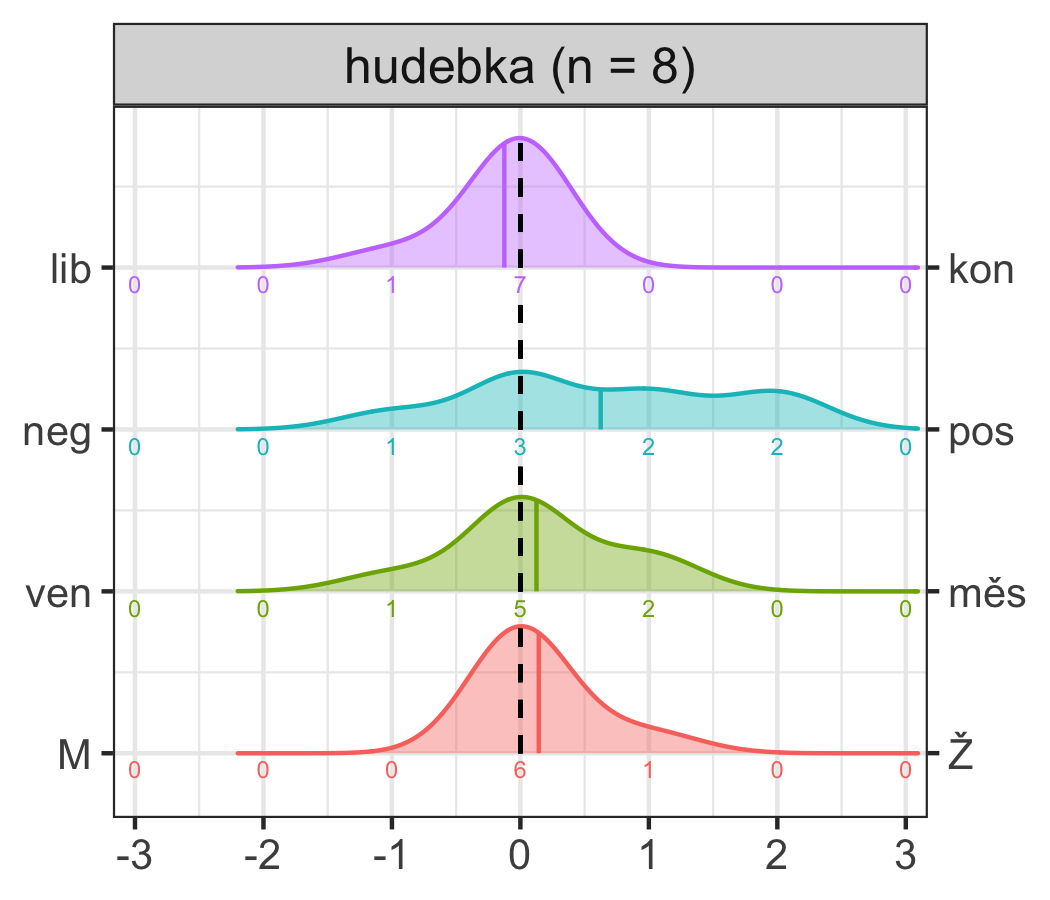 hudebka (n = 8)
lib kon
0 0 1 7 0 0 0
neg pos
0 0 1 3 2 2 0
ven měs
0 0 1 5 2 0 0
M Ž
0 0 0 6 1 0 0
-3 -2 -1 0 1 2 3